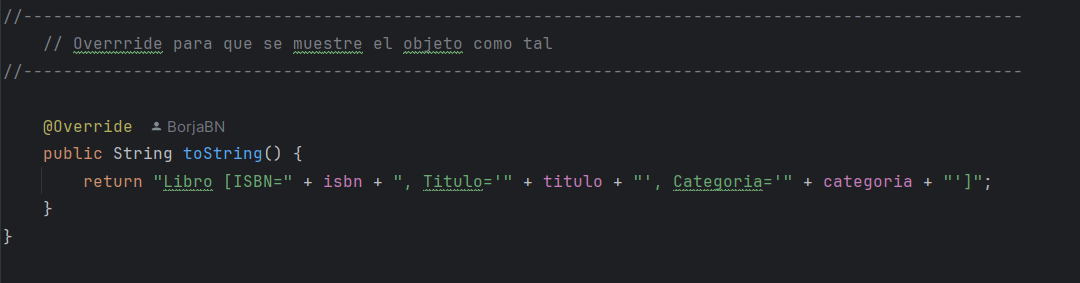 //----------------------------------------------------------------------------------------------------
// Overrride para que se muestre el objeto como tal
//----------------------------------------------------------------------------------------------------
@Override BorjaBN
public String toString() {
return "Libro [ISBN=" + isbn + ", Titulo='" + titulo + "', Categoria='" + categoria + "']";
}
}